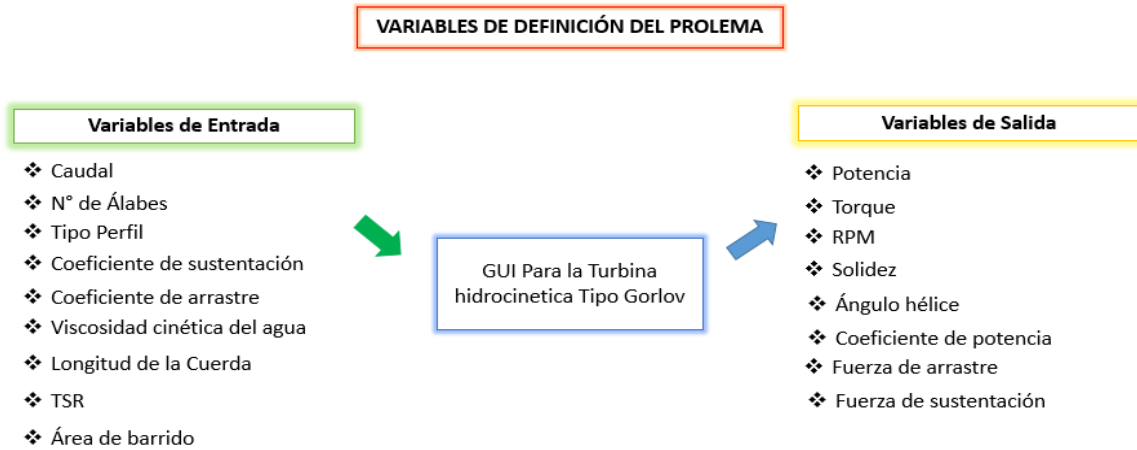 VARIABLES DE DEFINICIÓN DEL PROLEMA
Variables de Entrada
Caudal
N° de Álabes
Tipo Perfil
Coeficiente de sustentación
Coeficiente de arrastre
Viscosidad cinética del agua
Longitud de la Cuerda
TSR
Área de barrido
GUI Para la Turbina
hidrocinetica Tipo Gorlov
Variables de Salida
Potencia
Torque
RPM
Solidez
Ángulo hélice
Coeficiente de potencia
Fuerza de arrastre
Fuerza de sustentación